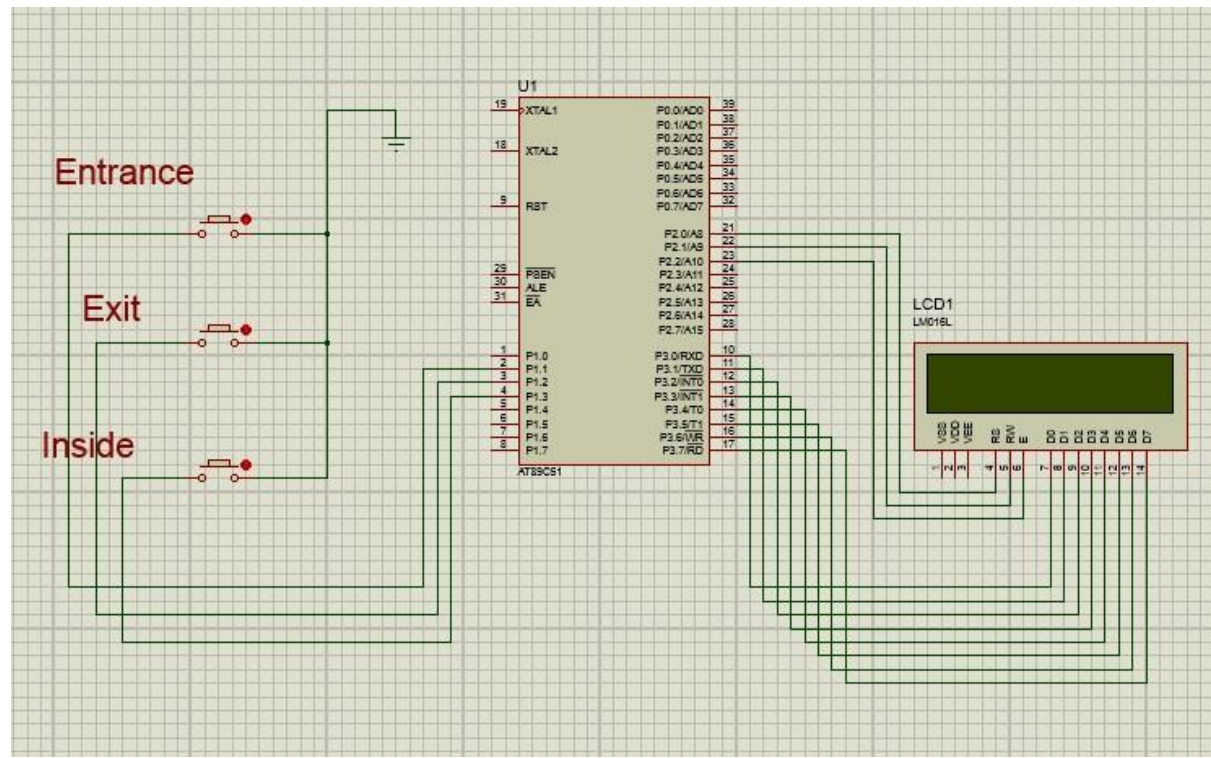 Entrance
Exit
Inside
U1
19 XTAL1
18 XTAL2
9 RST
29 PSEN
30 ALE
31 EA
1 P1.0
2 P1.1
3 P1.2
4 P1.3
5 P1.4
6 P1.5
7 P1.6
8 P1.7
P0.0/AD0 39
P0.1/AD1 38
P0.2/AD2 37
P0.3/AD3 36
P0.4/AD4 35
P0.5/AD5 34
P0.6/AD6 33
P0.7/AD7 32
P2.0/A8 21
P2.1/A9 22
P2.2/A10 23
P2.3/A11 24
P2.4/A12 25
P2.5/A13 26
P2.6/A14 27
P2.7/A15 28
P3.0/RXD 10
P3.1/TXD 11
P3.2/INT0 12
P3.3/INT1 13
P3.4/T0 14
P3.5/T1 15
P3.6/WR 16
P3.7/RD 17
AT89C51
LCD1
LM016L
VSS VDD VEE RS RW E D0 D1 D2 D3 D4 D5 D6 D7
1 2 3 4 5 6 7 8 9 10 11 12 13 14